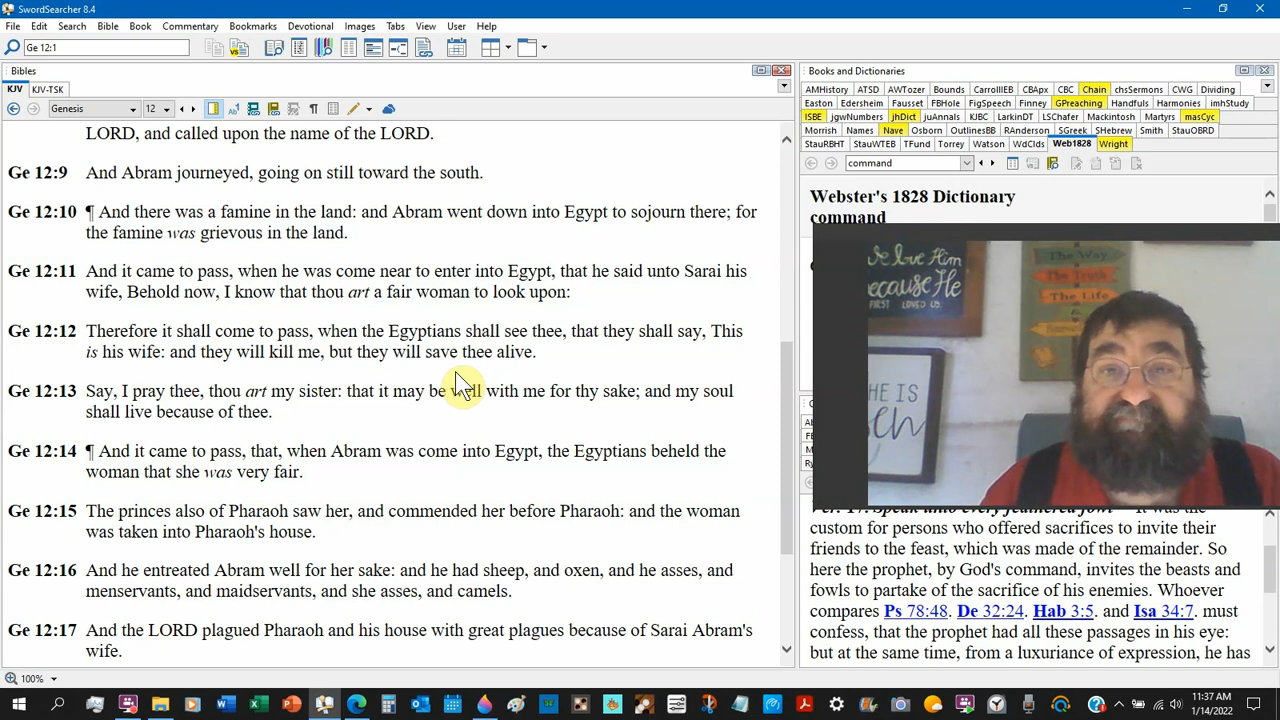 SwordSearcher 8.4
File Edit Search Bible Book Commentary Bookmarks Devotional Images Tabs View User Help
Ge 12:1
Bibles
KJV KJV-TSK
Genesis 12
LORD, and called upon the name of the LORD.
Ge 12:9 And Abram journeyed, going on still toward the south.
Ge 12:10 ¶ And there was a famine in the land: and Abram went down into Egypt to sojourn there; for
the famine was grievous in the land.
Ge 12:11 And it came to pass, when he was come near to enter into Egypt, that he said unto Sarai his
wife, Behold now, I know that thou art a fair woman to look upon:
Ge 12:12 Therefore it shall come to pass, when the Egyptians shall see thee, that they shall say, This
is his wife: and they will kill me, but they will save thee alive.
Ge 12:13 Say, I pray thee, thou art my sister: that it may be well with me for thy sake; and my soul
shall live because of thee.
Ge 12:14 ¶ And it came to pass, that, when Abram was come into Egypt, the Egyptians beheld the
woman that she was very fair.
Ge 12:15 The princes also of Pharaoh saw her, and commended her before Pharaoh: and the woman
was taken into Pharaoh's house.
Ge 12:16 And he entreated Abram well for her sake: and he had sheep, and oxen, and he asses, and
menservants, and maidservants, and she asses, and camels.
Ge 12:17 And the LORD plagued Pharaoh and his house with great plagues because of Sarai Abram's
wife.
100%
Books and Dictionaries
AMHistory ATSD AWTozer Bounds CarrollIEB CBApx CBC Chain chsSermons CWG Dividing
Easton Edersheim Fausset FBHole FigSpeech Finney GPreaching Handfuls Harmonies imhStudy
ISBE jgwNumbers jhDict juAnnals KJBC LarkinDT LSChafer Mackintosh Martyrs masCyc
Morrish Names Nave Osborn OutlinesBB RAnderson SGreek SHebrew Smith StauOBRD
StauRBHT StauWTEB TFund Torrey Watson WdClds Web1828 Wright
command
Webster's 1828 Dictionary
command
We love Him
because He
FIRST LOVED US
The Way
The Truth
The Life
HE IS
custom for persons who offered sacrifices to invite their
friends to the feast, which was made of the remainder. So
here the prophet, by God's command, invites the beasts and
fowls to partake of the sacrifice of his enemies. Whoever
compares Ps 78:48. De 32:24. Hab 3:5. and Isa 34:7. must
confess, that the prophet had all these passages in his eye:
but at the same time, from a luxuriance of expression, he has
11:37 AM
1/14/2022